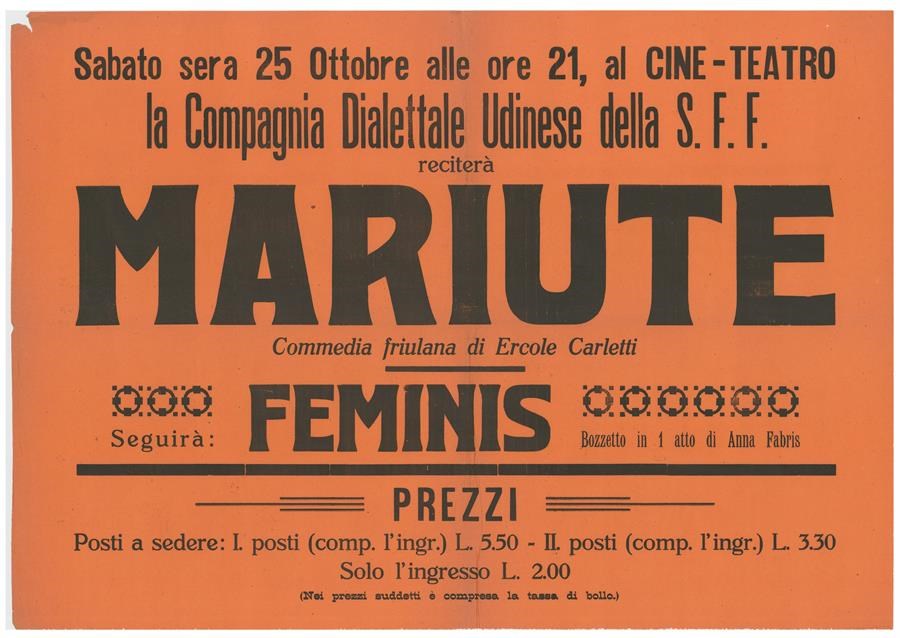 Sabato sera 25 Ottobre alle ore 21, al CINE-TEATRO
la Compagnia Dialettale Udinese della S. F. F.
reciterà
MARIUTE
Commedia friulana di Ercole Carletti
Seguirà: FEMINIS Bozzetto in 1 atto di Anna Fabris
PREZZI
Posti a sedere: I. posti (comp. l'ingr.) L. 5.50 - II. posti (comp. l'ingr.) L. 3.30
Solo l'ingresso L. 2.00
(Nei prezzi suddetti è compresa la tassa di bollo.)